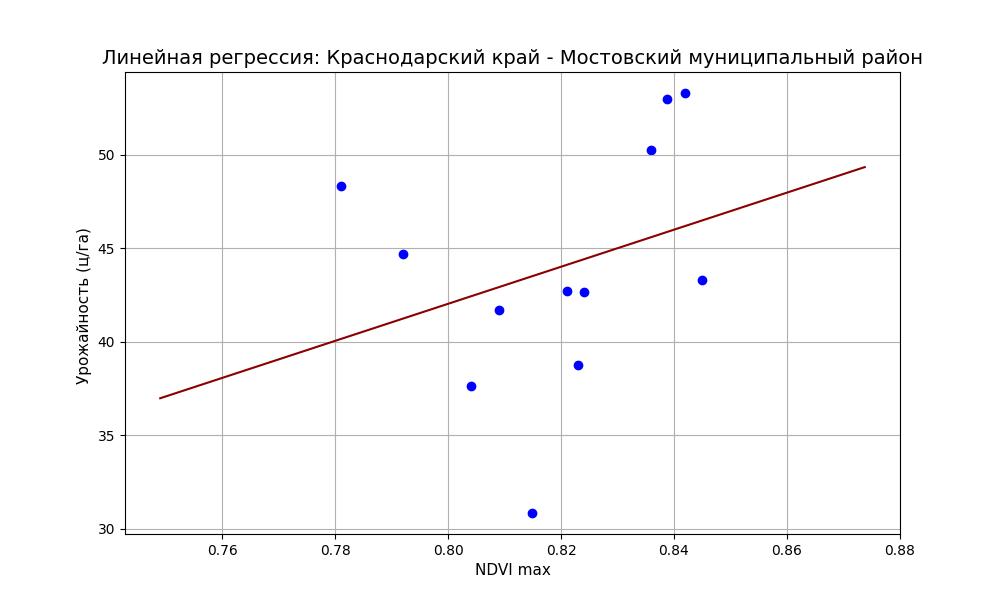 Линейная регрессия: Краснодарский край - Мостовский муниципальный район
Урожайность (ц/га)
50
45
40
35
30
0.76 0.78 0.80 0.82 0.84 0.86 0.88
NDVI max